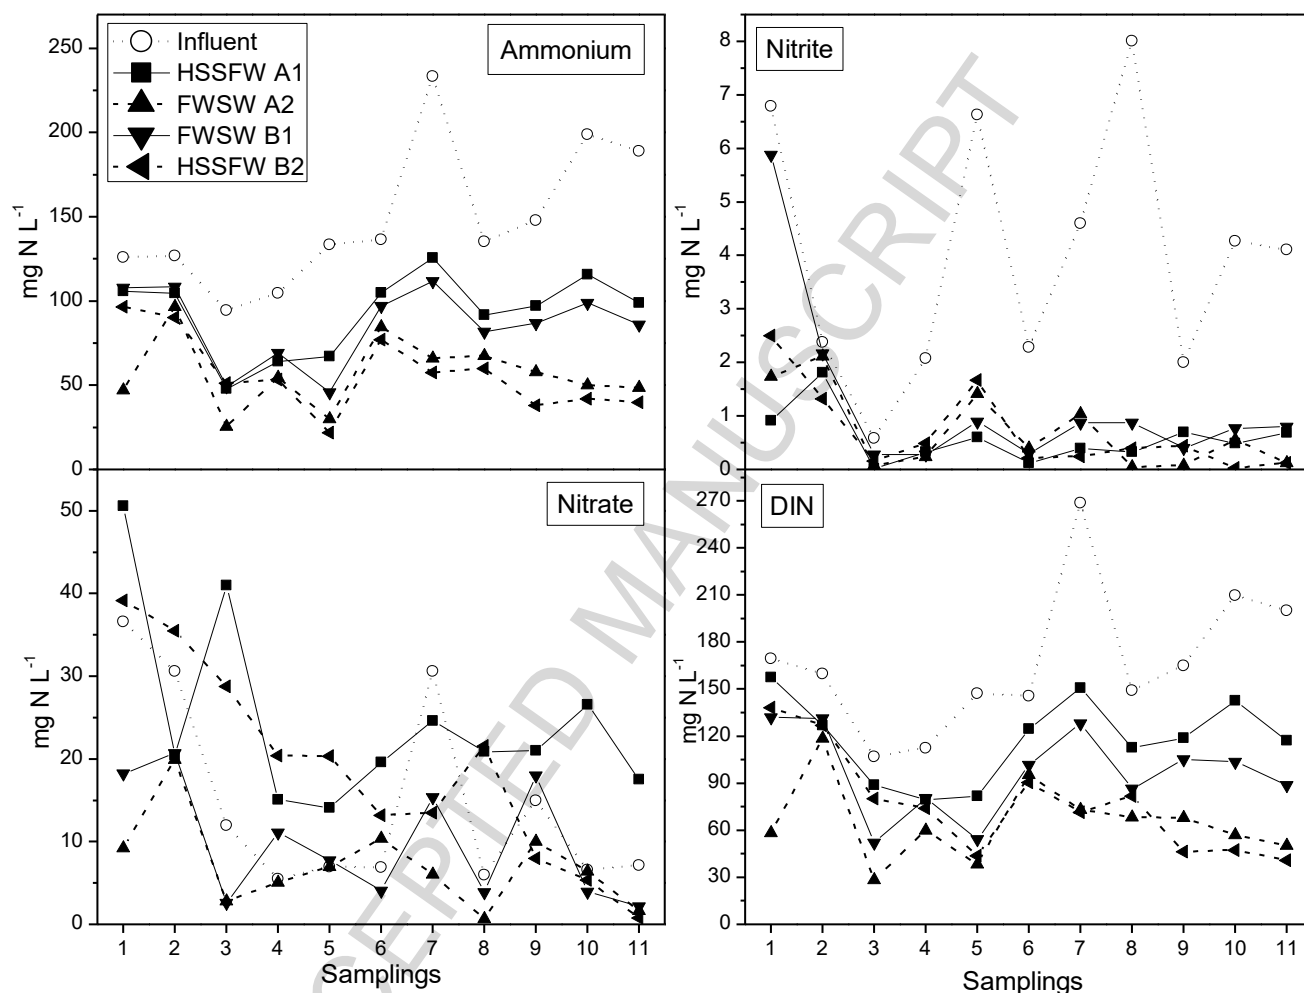 Ammonium
Influent
HSSFW A1
FWSW A2
FWSW B1
HSSFW B2
mg N L-1
250
200
150
100
50
0
Nitrite
mg N L-1
8
7
6
5
4
3
2
1
0
Nitrate
mg N L-1
50
40
30
20
10
0
1 2 3 4 5 6 7 8 9 10 11
Samplings
DIN
mg N L-1
270
240
210
180
150
120
90
60
30
0
1 2 3 4 5 6 7 8 9 10 11
Samplings
CEPTED MANUSCRIPT